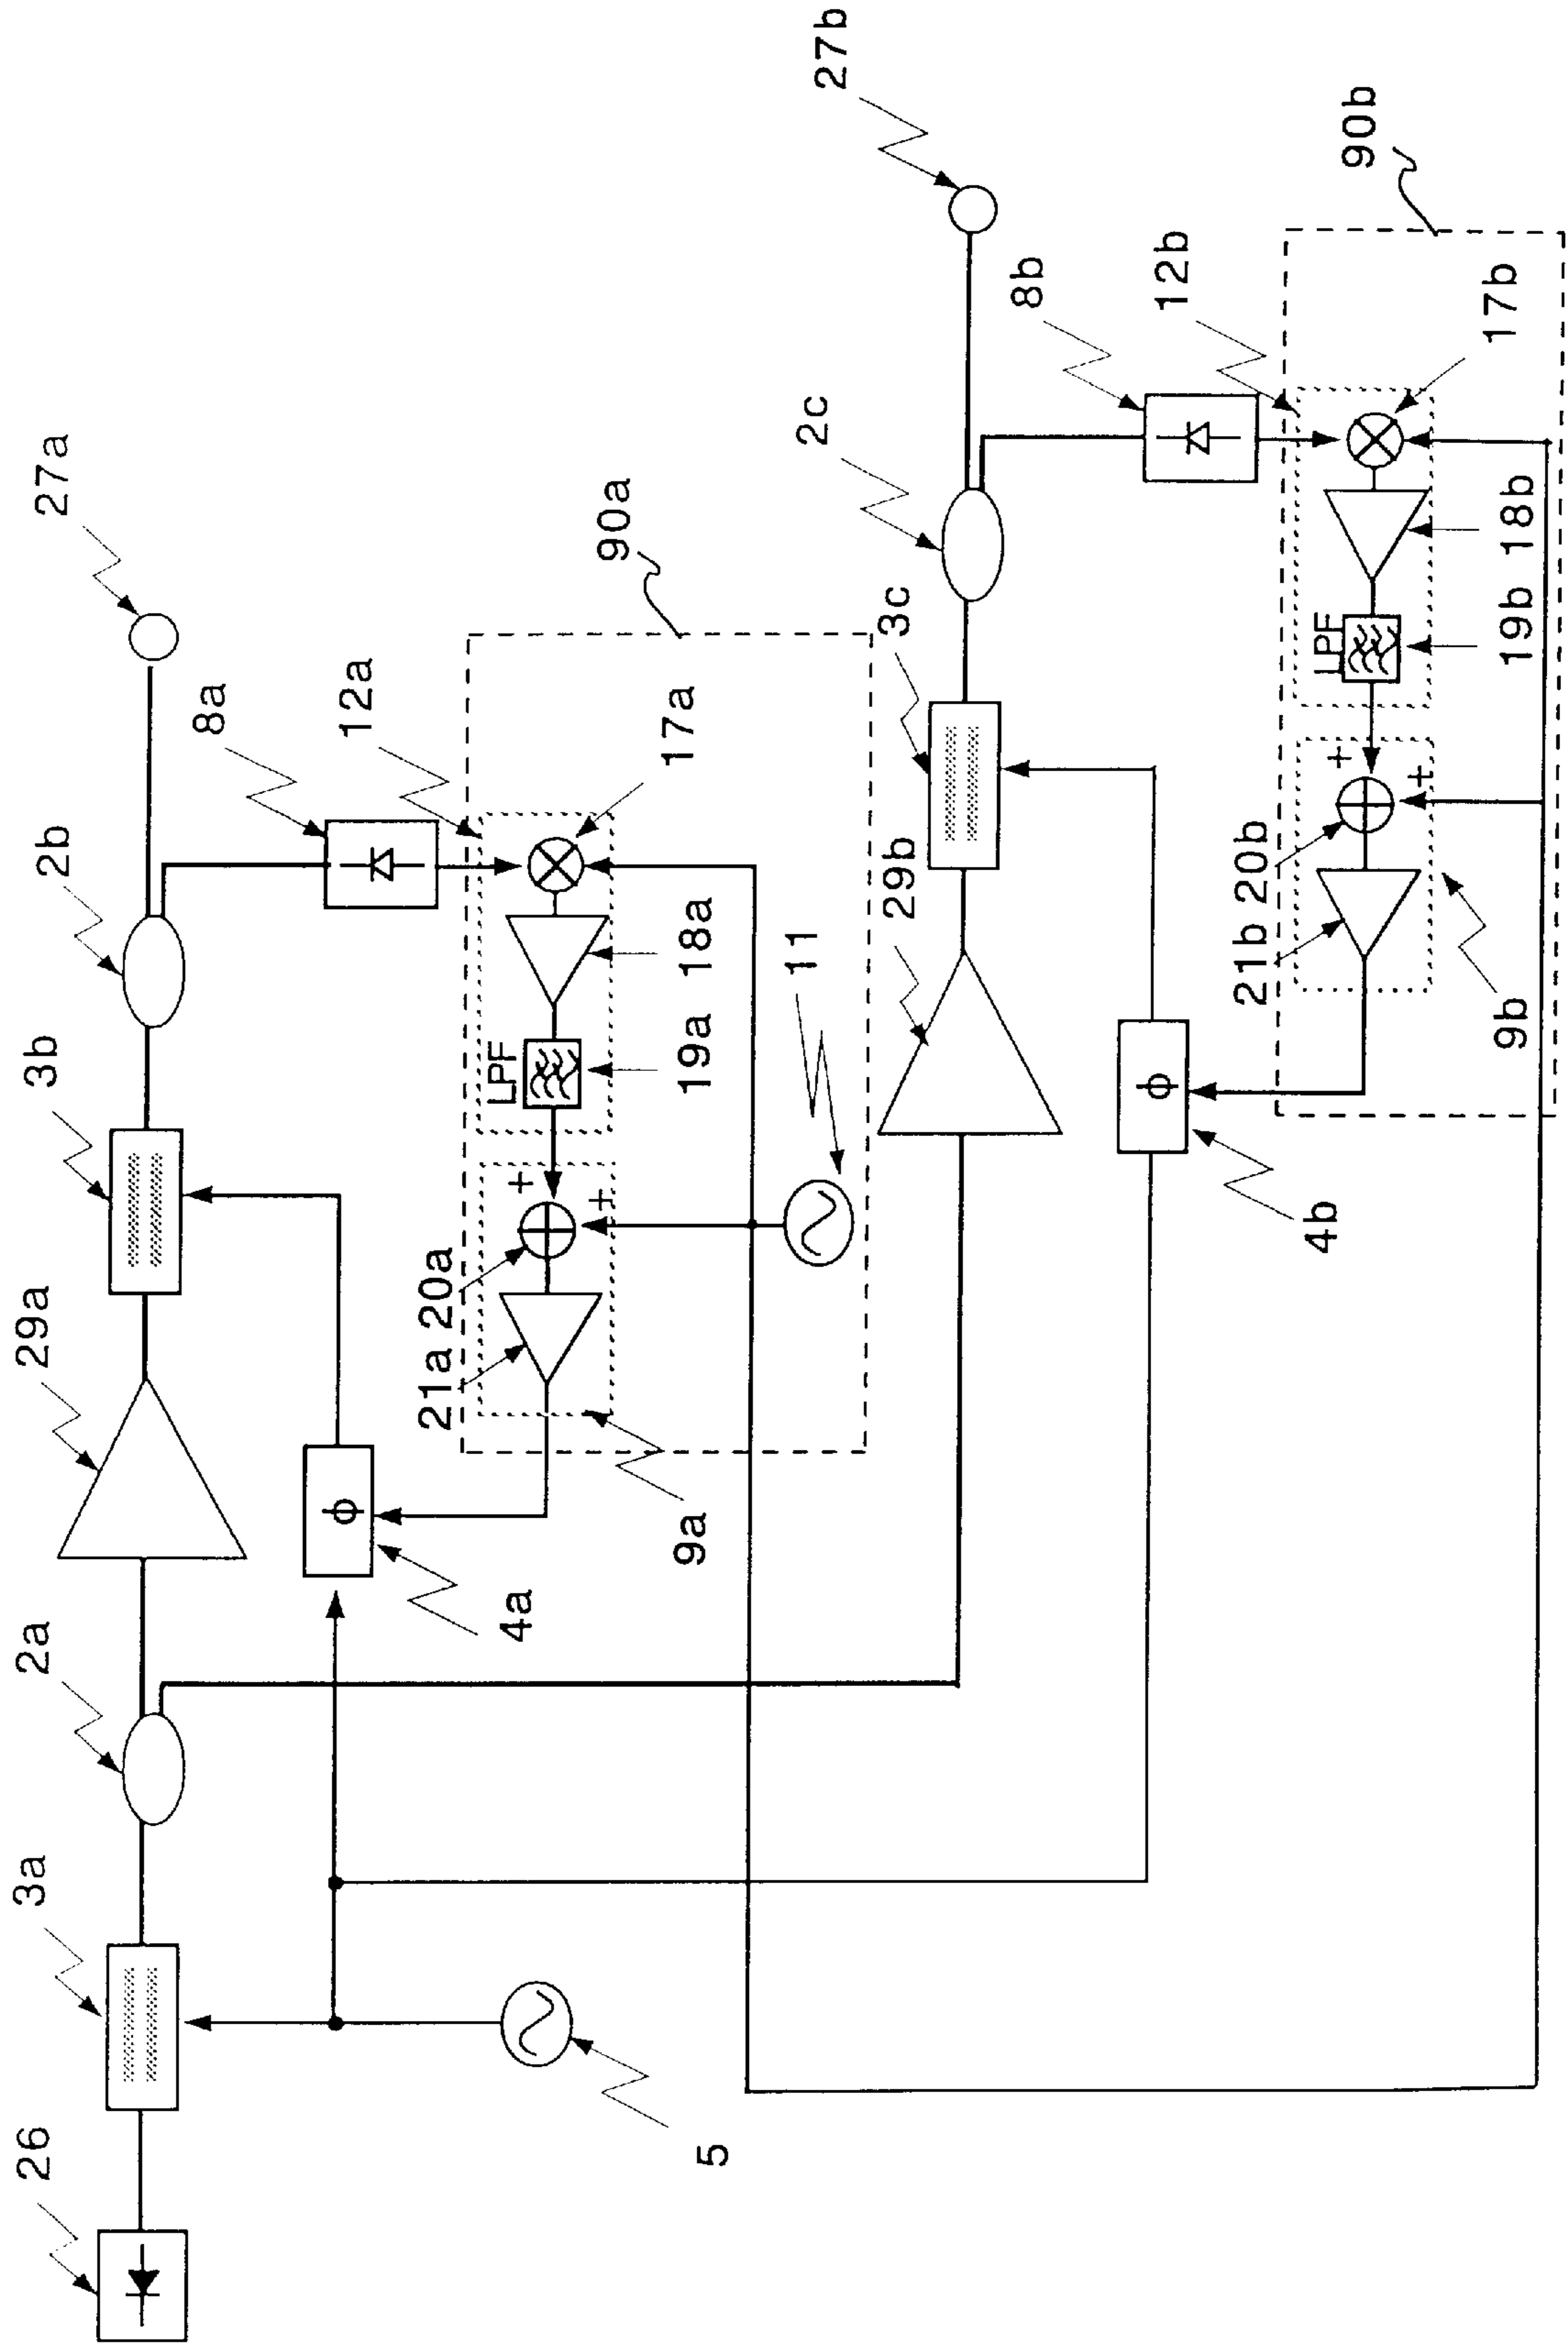 26
3a
2a
29a
3b
2b
27a
5
4a
ϕ
9a
21a
20a
+
+
LPF
19a
18a
12a
8a
17a
90a
11
29b
3c
2c
27b
4b
ϕ
9b
21b
20b
+
+
LPF
19b
18b
8b
12b
17b
90b